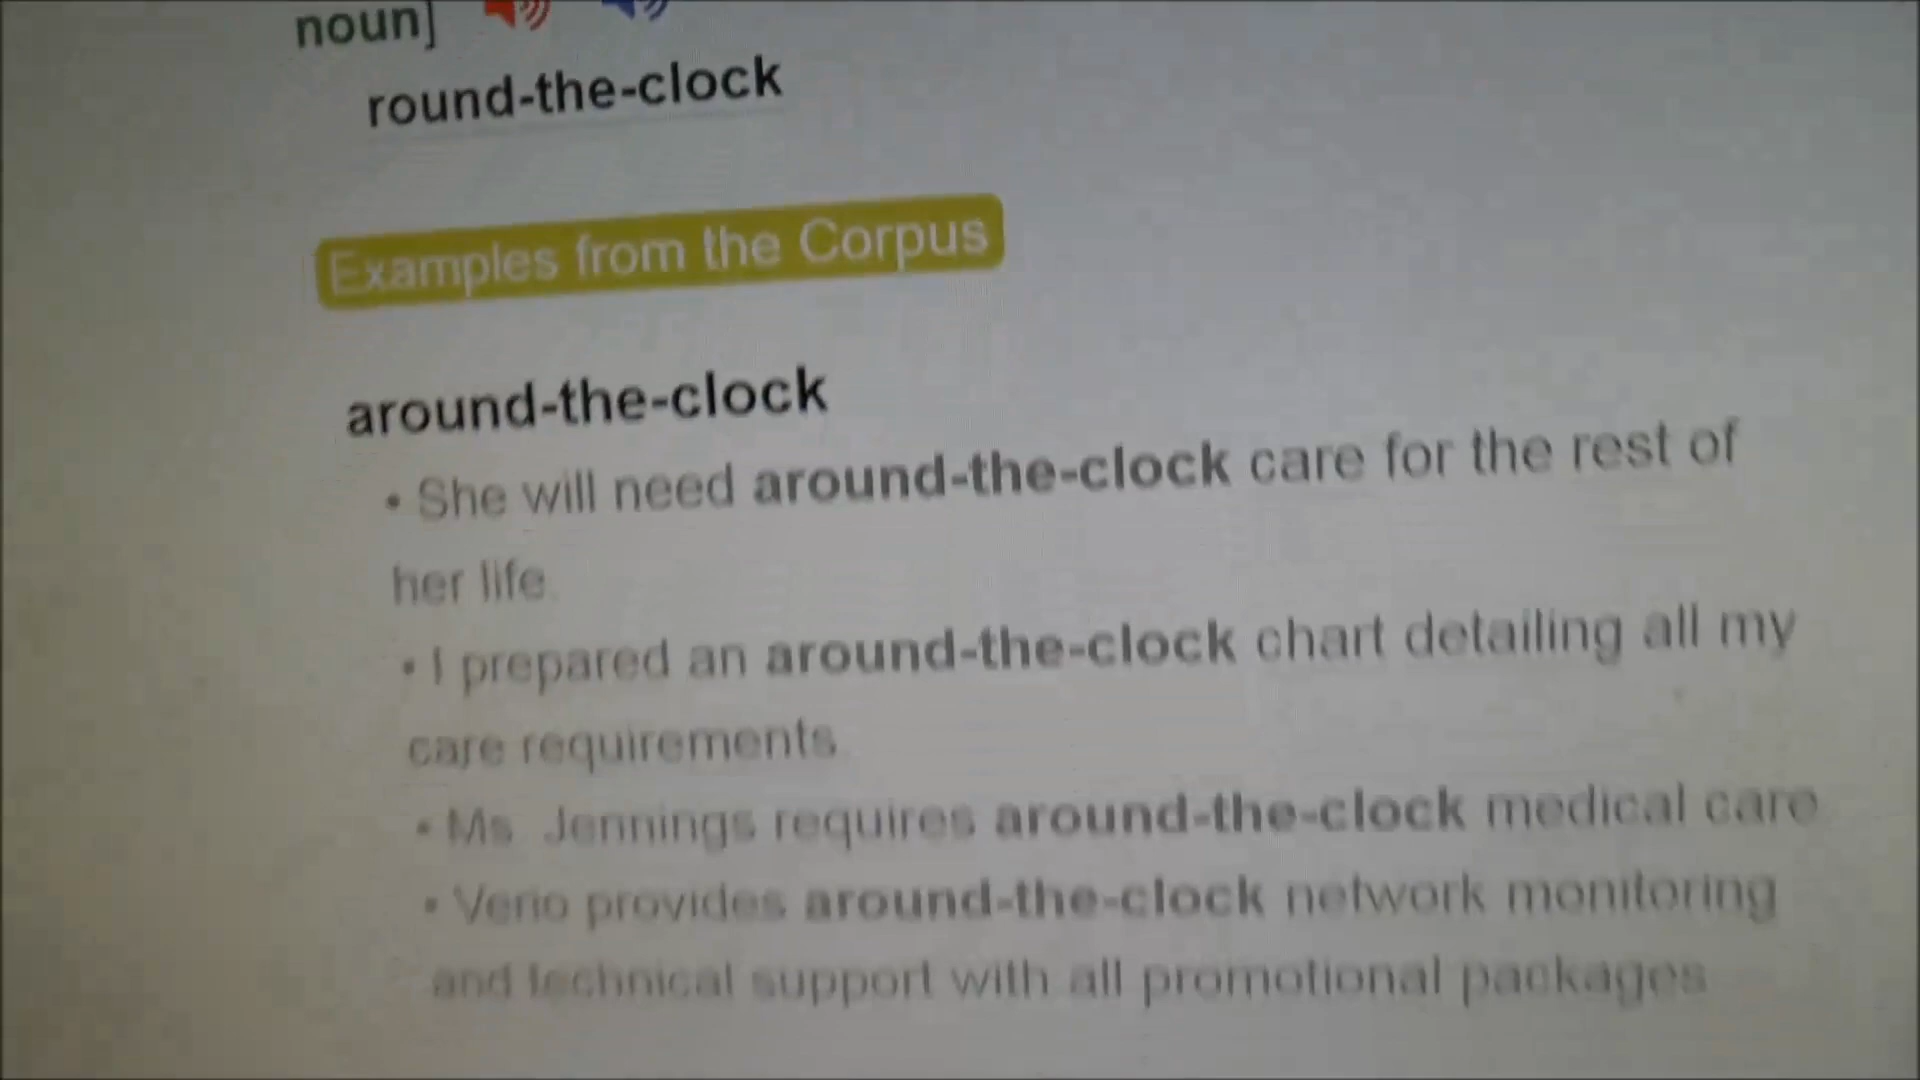 noun]
round-the-clock
Examples from the Corpus
around-the-clock
• She will need around-the-clock care for the rest of
her life
• I prepared an around-the-clock chart detailing all my
care requirements
• Ms Jennings requires around-the-clock medical care
• Verio provides around-the-clock network monitoring
and technical support with all promotional packages